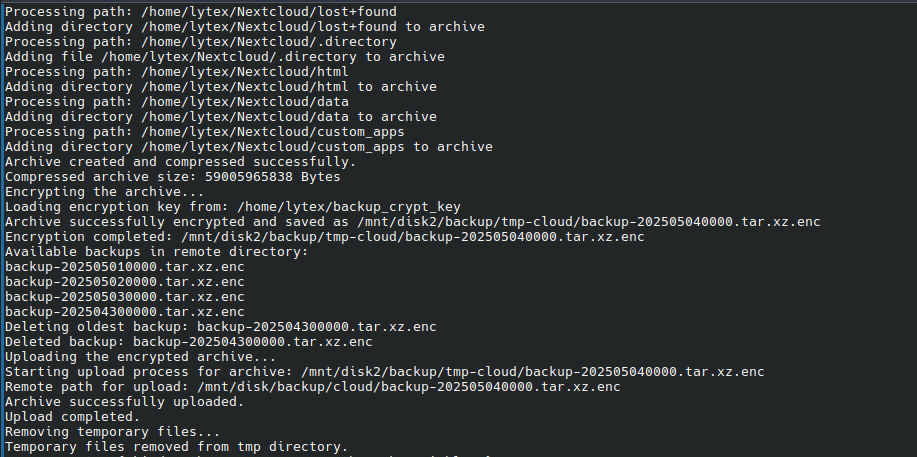 Processing path: /home/lytex/Nextcloud/lost+found
Adding directory /home/lytex/Nextcloud/lost+found to archive
Processing path: /home/lytex/Nextcloud/.directory
Adding file /home/lytex/Nextcloud/.directory to archive
Processing path: /home/lytex/Nextcloud/html
Adding directory /home/lytex/Nextcloud/html to archive
Processing path: /home/lytex/Nextcloud/data
Adding directory /home/lytex/Nextcloud/data to archive
Processing path: /home/lytex/Nextcloud/custom_apps
Adding directory /home/lytex/Nextcloud/custom_apps to archive
Archive created and compressed successfully.
Compressed archive size: 59005965838 Bytes
Encrypting the archive...
Loading encryption key from: /home/lytex/backup_crypt_key
Archive successfully encrypted and saved as /mnt/disk2/backup/tmp-cloud/backup-202505040000.tar.xz.enc
Encryption completed: /mnt/disk2/backup/tmp-cloud/backup-202505040000.tar.xz.enc
Available backups in remote directory:
backup-202505010000.tar.xz.enc
backup-202505020000.tar.xz.enc
backup-202505030000.tar.xz.enc
backup-202504300000.tar.xz.enc
Deleting oldest backup: backup-202504300000.tar.xz.enc
Deleted backup: backup-202504300000.tar.xz.enc
Uploading the encrypted archive...
Starting upload process for archive: /mnt/disk2/backup/tmp-cloud/backup-202505040000.tar.xz.enc
Remote path for upload: /mnt/disk/backup/cloud/backup-202505040000.tar.xz.enc
Archive successfully uploaded.
Upload completed.
Removing temporary files...
Temporary files removed from tmp directory.